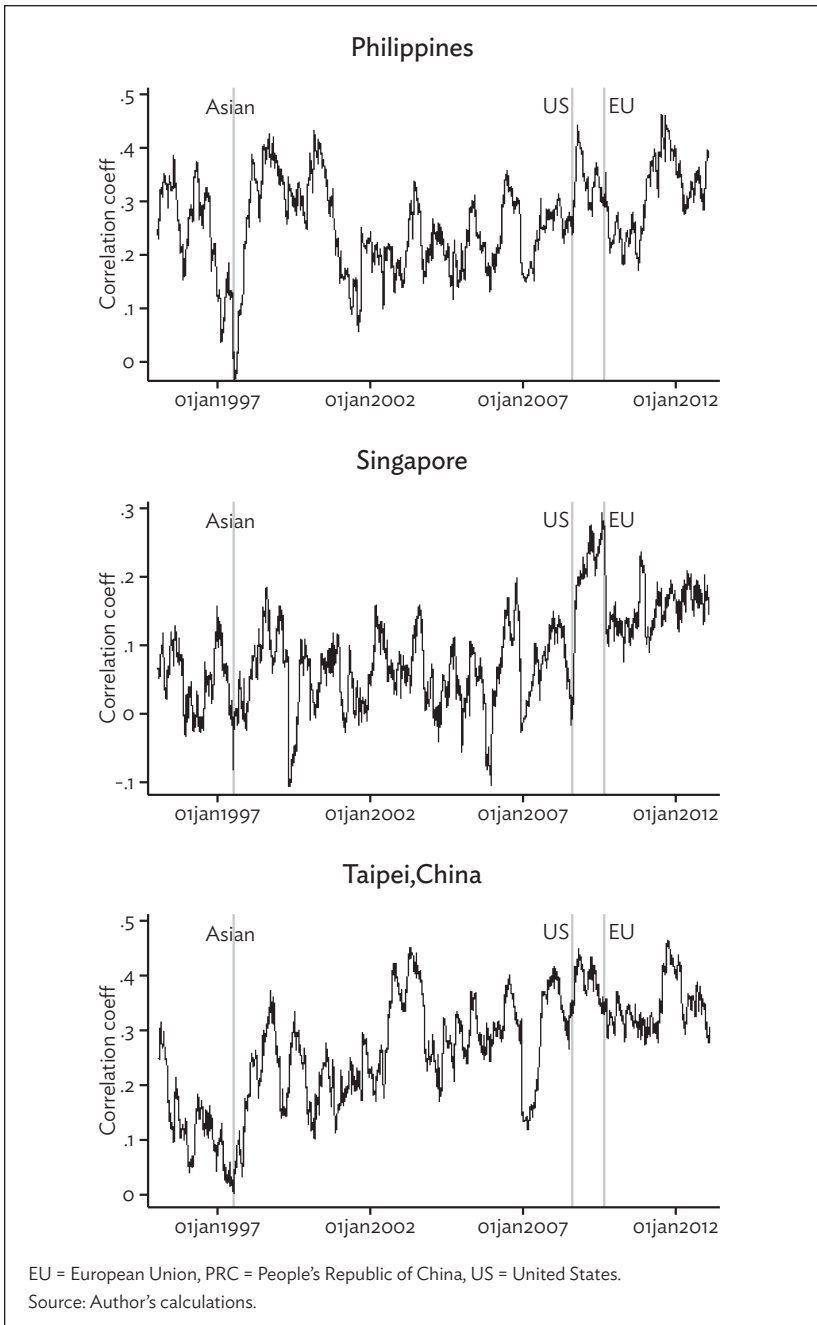 Philippines
.5
Asian
US
EU
.4
.3
.2
.1
0
Correlation coeff
01jan1997
01jan2002
01jan2007
01jan2012
Singapore
.3
Asian
US
EU
.2
.1
0
-.1
Correlation coeff
01jan1997
01jan2002
01jan2007
01jan2012
Taipei,China
.5
Asian
US
EU
.4
.3
.2
.1
0
Correlation coeff
01jan1997
01jan2002
01jan2007
01jan2012
EU = European Union, PRC = People’s Republic of China, US = United States.
Source: Author’s calculations.